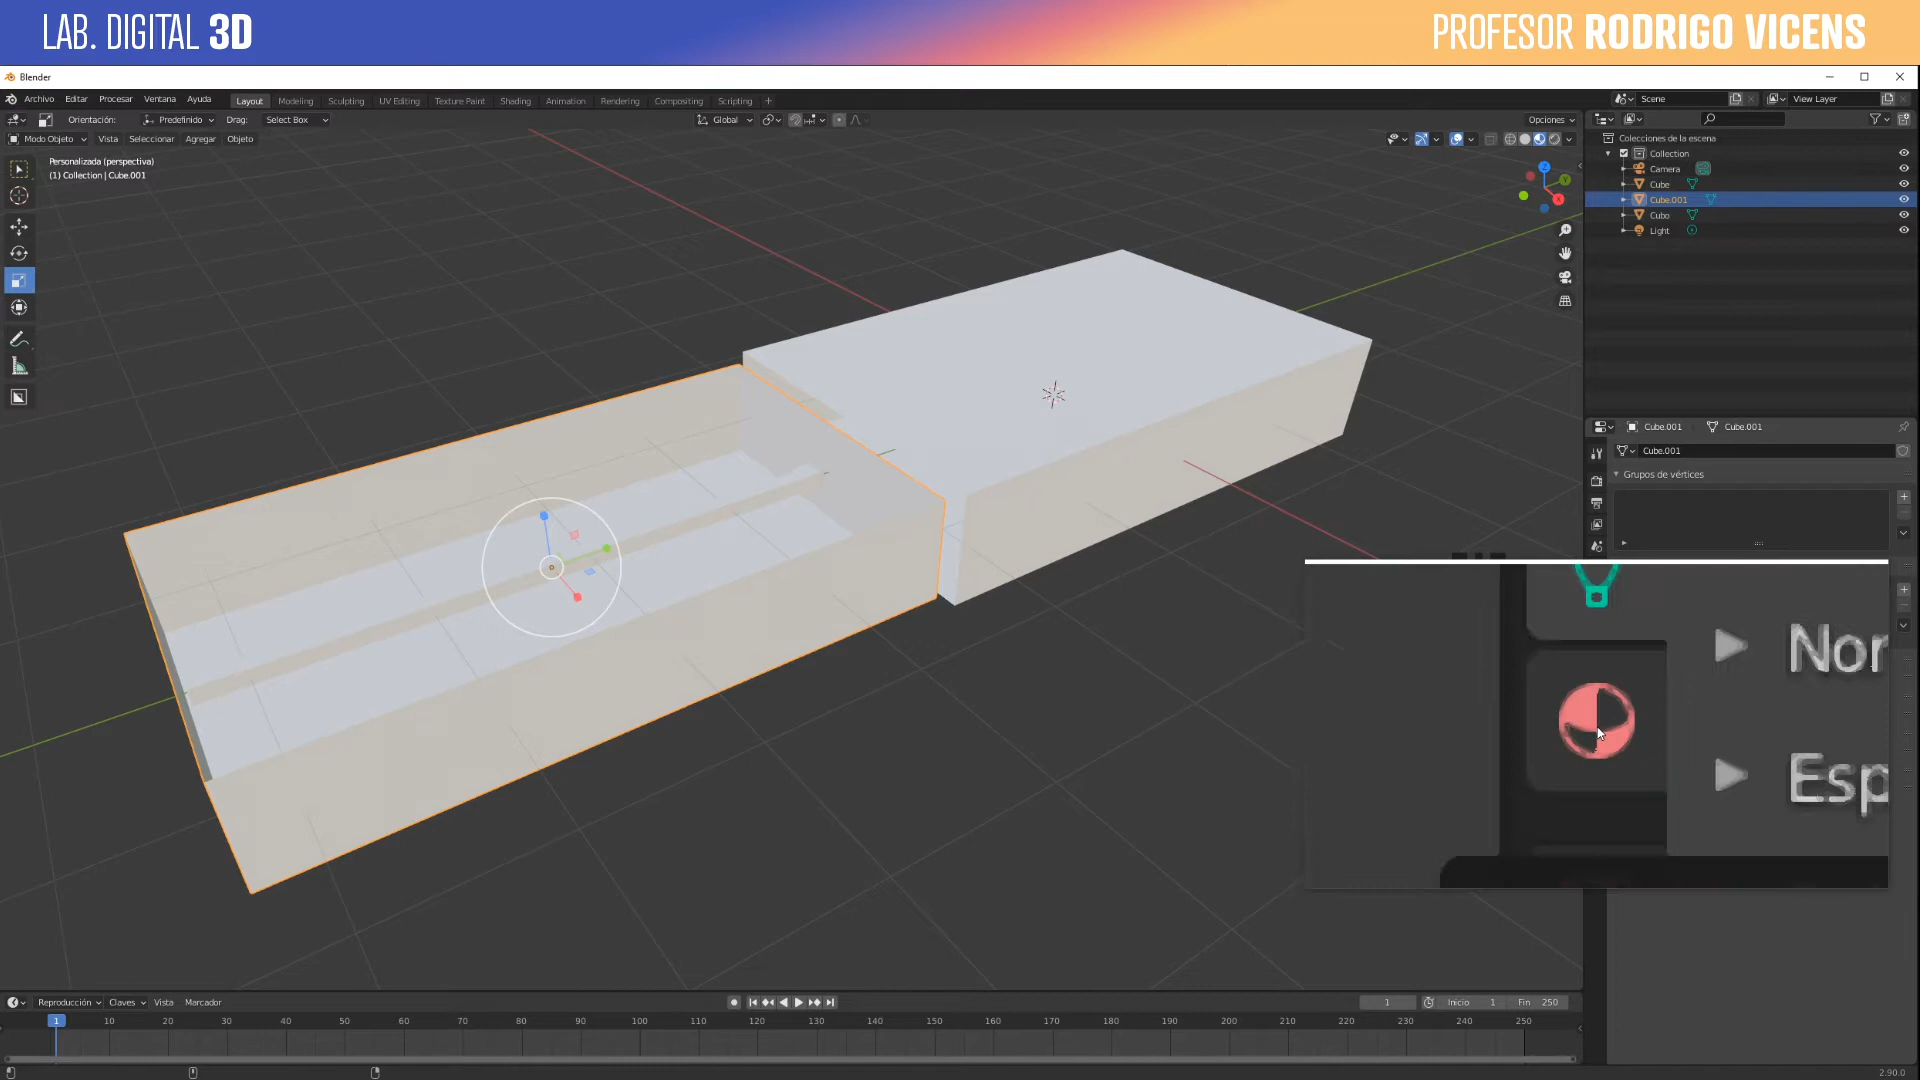 LAB. DIGITAL 3D
PROFESOR RODRIGO VICENS
Blender
Archivo Editar Procesar Ventana Ayuda
Layout Modeling Sculpting UV Editing Texture Paint Shading Animation Rendering Compositing Scripting +
Scene
View Layer
Orientación: Predefinido Drag: Select Box
Global
Opciones
Modo Objeto Vista Seleccionar Agregar Objeto
Personalizada (perspectiva)
(1) Collection | Cube.001
Colecciones de la escena
Collection
Camera
Cube
Cube.001
Cubo
Light
Cube.001 Cube.001
Cube.001
Grupos de vértices
Nor
Esp
Reproducción Claves Vista Marcador
1 Inicio 1 Fin 250
1 10 20 30 40 50 60 70 80 90 100 110 120 130 140 150 160 170 180 190 200 210 220 230 240 250
2.90.0